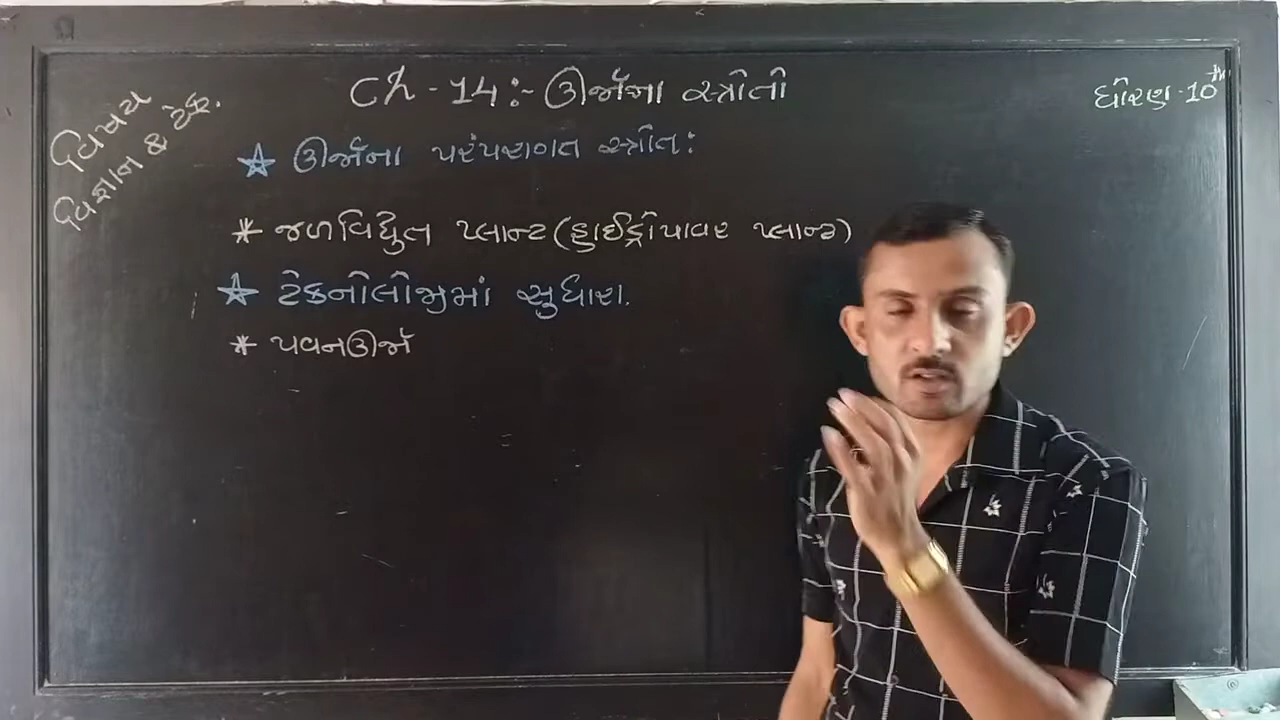 વિષય
વિજ્ઞાન & ટેક.
Ch - 14 :- ઊર્જાના સ્ત્રોતો
ધોરણ - 10th
ઊર્જાના પરંપરાગત સ્ત્રોત :
* જળવિદ્યુત પ્લાન્ટ (હાઈડ્રોપાવર પ્લાન્ટ)
ટેકનોલોજીમાં સુધારા.
* પવનઊર્જા